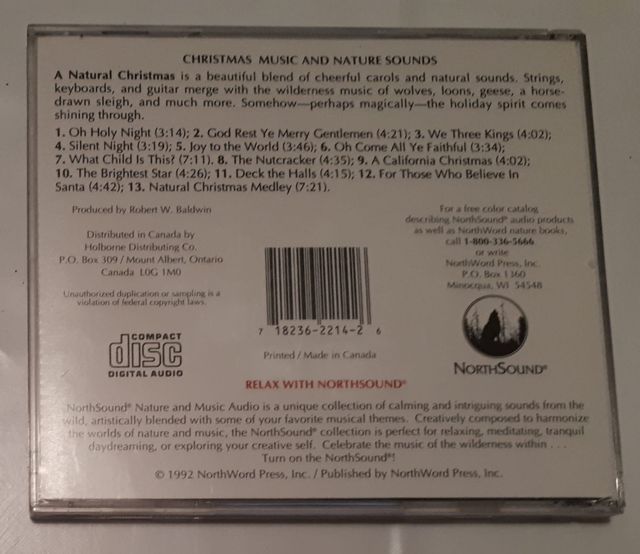 CHRISTMAS MUSIC AND NATURE SOUNDS
A Natural Christmas is a beautiful blend of cheerful carols and natural sounds. Strings,
keyboards, and guitar merge with the wilderness music of wolves, loons, geese, a horse-
drawn sleigh, and much more. Somehow—perhaps magically—the holiday spirit comes
shining through.
1. Oh Holy Night (3:14); 2. God Rest Ye Merry Gentlemen (4:21); 3. We Three Kings (4:02);
4. Silent Night (3:19); 5. Joy to the World (3:46); 6. Oh Come All Ye Faithful (3:34);
7. What Child Is This? (7:11). 8. The Nutcracker (4:35); 9. A California Christmas (4:02);
10. The Brightest Star (4:26); 11. Deck the Halls (4:15); 12. For Those Who Believe In
Santa (4:42); 13. Natural Christmas Medley (7:21).
Produced by Robert W. Baldwin
Distributed in Canada by
Holborne Distributing Co.
P.O. Box 309 / Mount Albert, Ontario
Canada L0G 1M0
Unauthorized duplication or sampling is a
violation of federal copyright laws.
For a free color catalog
describing NorthSound® audio products
as well as NorthWord nature books,
call 1-800-336-5666
or write
NorthWord Press, Inc.
P.O. Box 1360
Minocqua, WI 54548
7 18236-2214-2 6
COMPACT
disc
DIGITAL AUDIO
Printed / Made in Canada
NORTHSOUND®
RELAX WITH NORTHSOUND®
NorthSound® Nature and Music Audio is a unique collection of calming and intriguing sounds from the
wild, artistically blended with some of your favorite musical themes. Creatively composed to harmonize
the worlds of nature and music, the NorthSound® collection is perfect for relaxing, meditating, tranquil
daydreaming, or exploring your creative self. Celebrate the music of the wilderness within . . .
Turn on the NorthSound®!
© 1992 NorthWord Press, Inc. / Published by NorthWord Press, Inc.